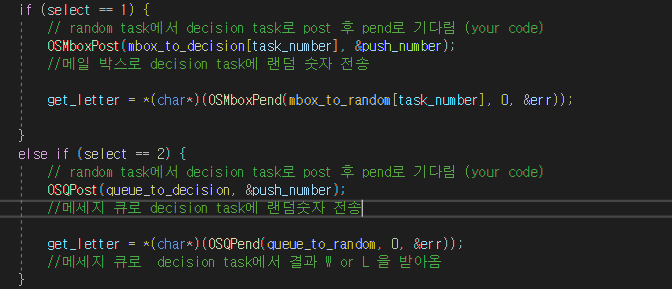 if (select == 1) {
// random task에서 decision task로 post 후 pend로 기다림 (your code)
OSMboxPost(mbox_to_decision[task_number], &push_number);
//메일 박스로 decision task에 랜덤 숫자 전송
get_letter = *(char*)(OSMboxPend(mbox_to_random[task_number], 0, &err));
}
else if (select == 2) {
// random task에서 decision task로 post 후 pend로 기다림 (your code)
OSQPost(queue_to_decision, &push_number);
//메세지 큐로 decision task에 랜덤숫자 전송
get_letter = *(char*)(OSQPend(queue_to_random, 0, &err));
//메세지 큐로  decision task에서 결과 W or L 을 받아옴
}